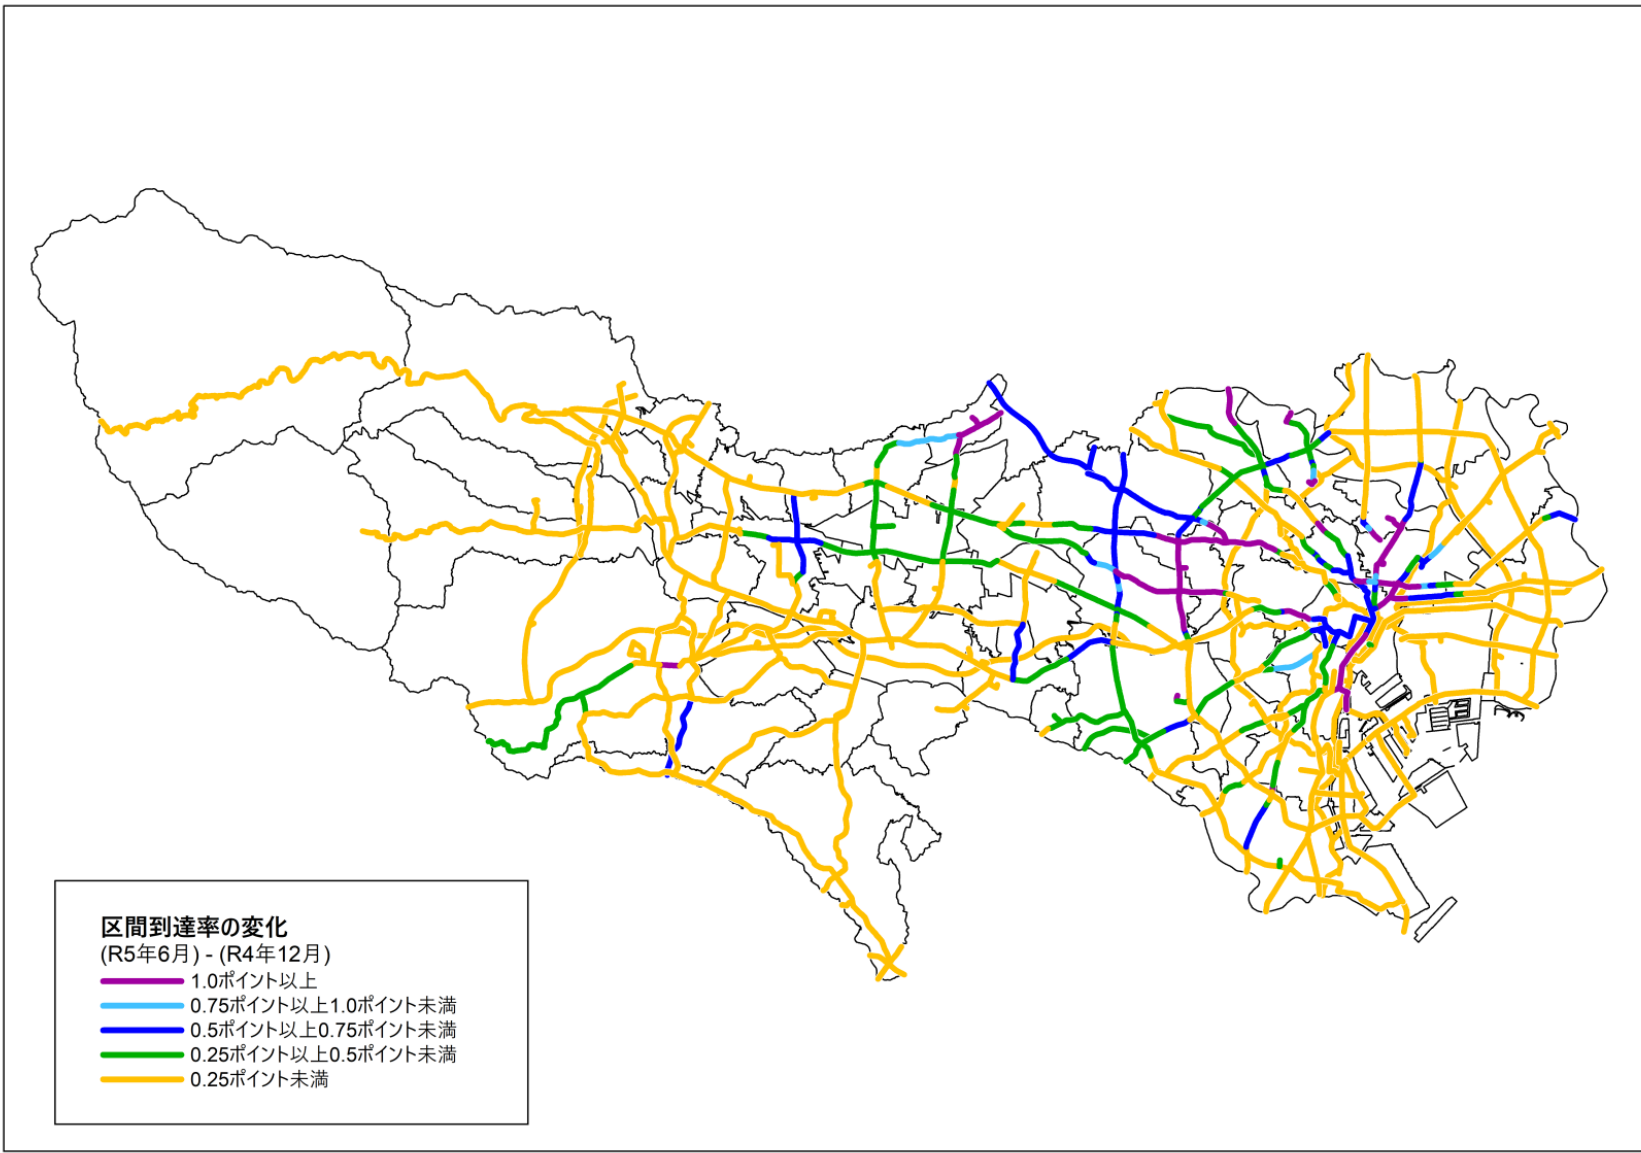 区間到達率の変化
(R5年6月) - (R4年12月)
1.0ポイント以上
0.75ポイント以上1.0ポイント未満
0.5ポイント以上0.75ポイント未満
0.25ポイント以上0.5ポイント未満
0.25ポイント未満